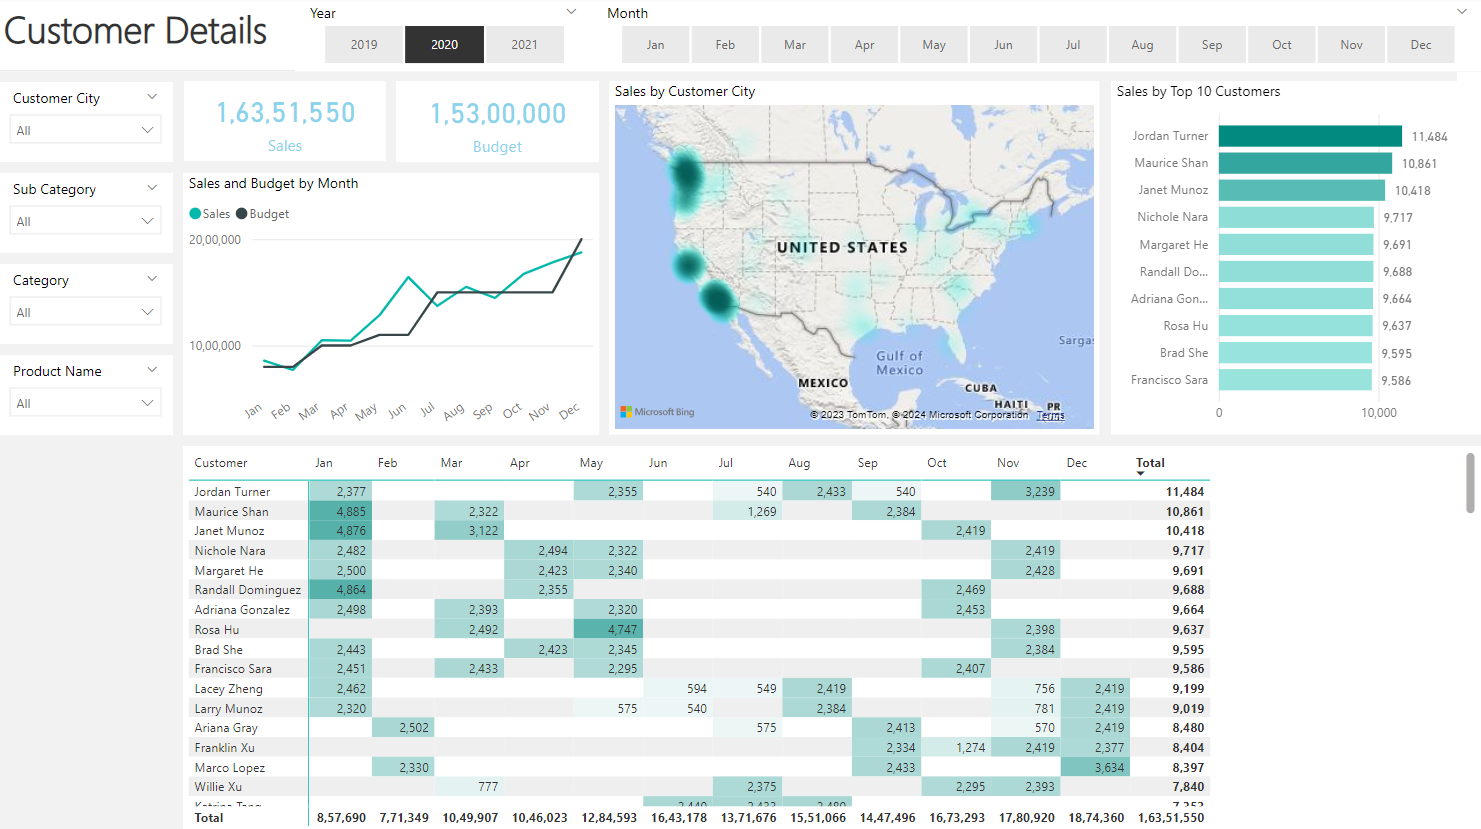 Customer Details
Year
2019 2020 2021
Month
Jan Feb Mar Apr May Jun Jul Aug Sep Oct Nov Dec
Customer City
All
Sub Category
All
Category
All
Product Name
All
1,63,51,550
Sales
1,53,00,000
Budget
Sales and Budget by Month
Sales Budget
20,00,000
10,00,000
Jan Feb Mar Apr May Jun Jul Aug Sep Oct Nov Dec
Sales by Customer City
UNITED STATES
Gulf of
Mexico
Sargas
MEXICO
CUBA
HAITI PR
Microsoft Bing
© 2023 TomTom, © 2024 Microsoft Corporation Terms
Sales by Top 10 Customers
Jordan Turner 11,484
Maurice Shan 10,861
Janet Munoz 10,418
Nichole Nara 9,717
Margaret He 9,691
Randall Do... 9,688
Adriana Gon... 9,664
Rosa Hu 9,637
Brad She 9,595
Francisco Sara 9,586
0 10,000
Customer Jan Feb Mar Apr May Jun Jul Aug Sep Oct Nov Dec Total
Jordan Turner 2,377 2,355 540 2,433 540 3,239 11,484
Maurice Shan 4,885 2,322 1,269 2,384 10,861
Janet Munoz 4,876 3,122 2,419 10,418
Nichole Nara 2,482 2,494 2,322 2,419 9,717
Margaret He 2,500 2,423 2,340 2,428 9,691
Randall Dominguez 4,864 2,355 2,469 9,688
Adriana Gonzalez 2,498 2,393 2,320 2,453 9,664
Rosa Hu 2,492 4,747 2,398 9,637
Brad She 2,443 2,423 2,345 2,384 9,595
Francisco Sara 2,451 2,433 2,295 2,407 9,586
Lacey Zheng 2,462 594 549 2,419 756 2,419 9,199
Larry Munoz 2,320 575 540 2,384 781 2,419 9,019
Ariana Gray 2,502 575 2,413 570 2,419 8,480
Franklin Xu 2,334 1,274 2,419 2,377 8,404
Marco Lopez 2,330 2,433 3,634 8,397
Willie Xu 777 2,375 2,295 2,393 7,840
Total 8,57,690 7,71,349 10,49,907 10,46,023 12,84,593 16,43,178 13,71,676 15,51,066 14,47,496 16,73,293 17,80,920 18,74,360 1,63,51,550